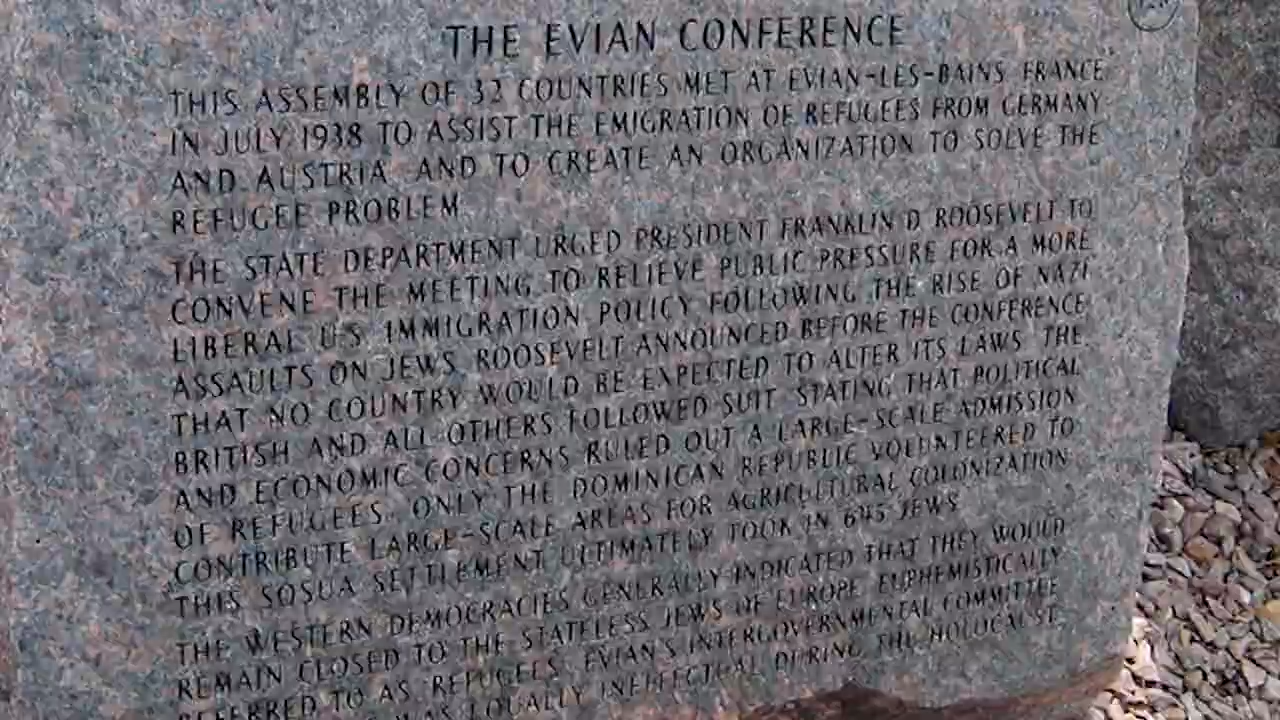 THE EVIAN CONFERENCE
THIS ASSEMBLY OF 32 COUNTRIES MET AT EVIAN-LES-BAINS, FRANCE
IN JULY 1938 TO ASSIST THE EMIGRATION OF REFUGEES FROM GERMANY
AND AUSTRIA AND TO CREATE AN ORGANIZATION TO SOLVE THE
REFUGEE PROBLEM.
THE STATE DEPARTMENT URGED PRESIDENT FRANKLIN D. ROOSEVELT TO
CONVENE THE MEETING TO RELIEVE PUBLIC PRESSURE FOR A MORE
LIBERAL U.S. IMMIGRATION POLICY FOLLOWING THE RISE OF NAZI
ASSAULTS ON JEWS. ROOSEVELT ANNOUNCED BEFORE THE CONFERENCE
THAT NO COUNTRY WOULD BE EXPECTED TO ALTER ITS LAWS. THE
BRITISH AND ALL OTHERS FOLLOWED SUIT STATING THAT POLITICAL
AND ECONOMIC CONCERNS RULED OUT A LARGE-SCALE ADMISSION
OF REFUGEES. ONLY THE DOMINICAN REPUBLIC VOLUNTEERED TO
CONTRIBUTE LARGE-SCALE AREAS FOR AGRICULTURAL COLONIZATION.
THIS SOSUA SETTLEMENT ULTIMATELY TOOK IN 645 JEWS.
THE WESTERN DEMOCRACIES GENERALLY INDICATED THAT THEY WOULD
REMAIN CLOSED TO THE STATELESS JEWS OF EUROPE EUPHEMISTICALLY
REFERRED TO AS "REFUGEES". EVIAN'S INTERGOVERNMENTAL COMMITTEE
WAS EQUALLY INEFFECTUAL DURING THE HOLOCAUST.